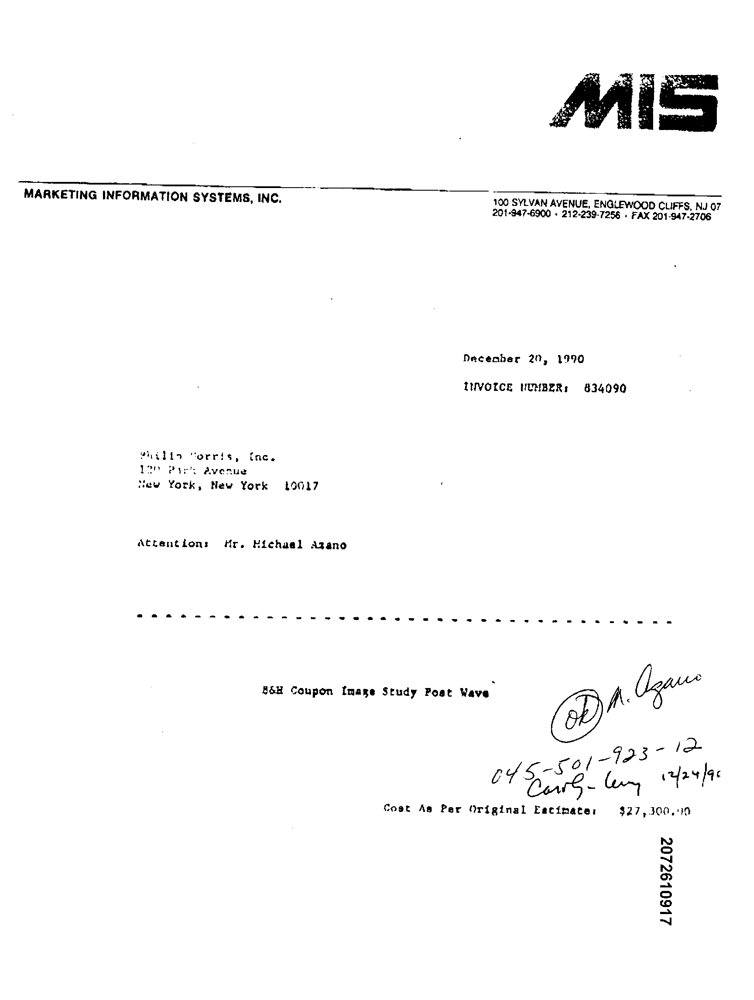 MIS
MARKETING INFORMATION SYSTEMS, INC.
100 SYLVAN AVENUE, ENGLEWOOD CLIFFS, NJ 07
201-947-6900 · 212-239-7256 · FAX 201-947-2706
December 20, 1990
INVOICE NUMBER: 834090
Philip Morris, Inc.
120 Park Avenue
New York, New York 10017
Attention: Mr. Michael Azano
B&H Coupon Image Study Post Wave
ok M. Azano
045-501-923-12
12/24/90
Cost As Per Original Estimate: $27,300.00
2072610917